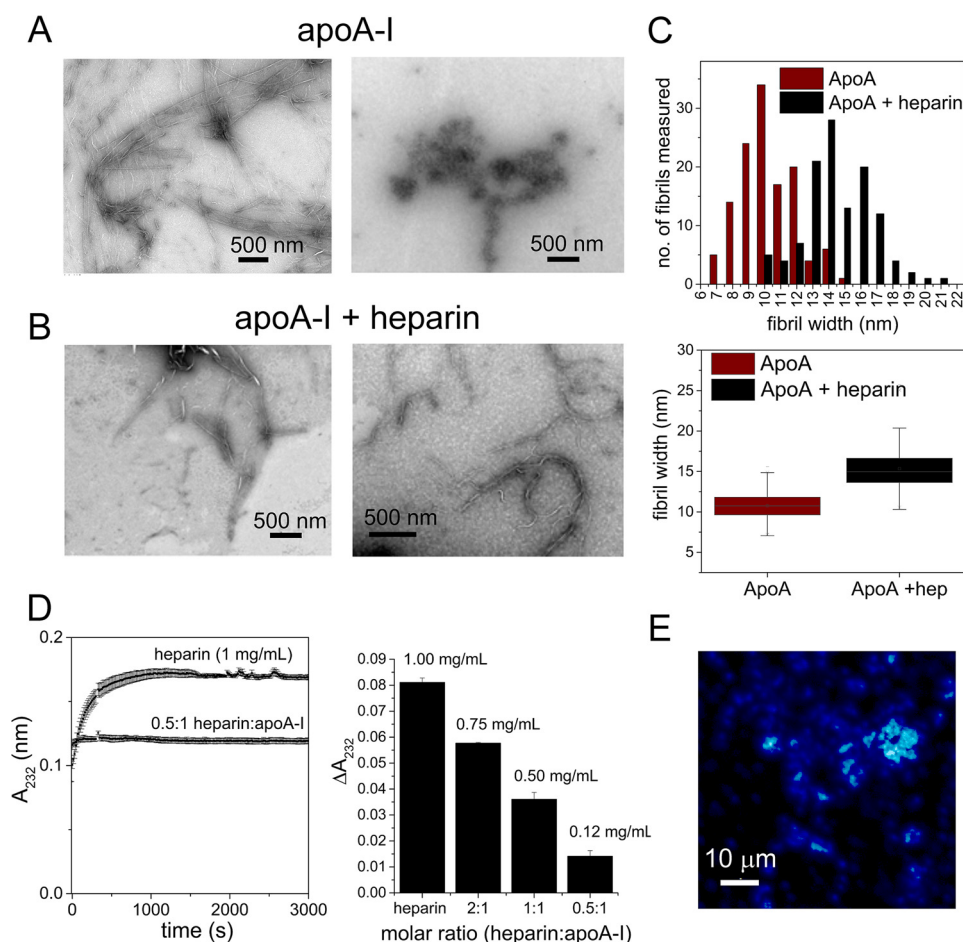 A
apoA-I
500 nm
500 nm
B
apoA-I + heparin
500 nm
500 nm
C
ApoA
ApoA + heparin
no. of fibrils measured
30
20
10
0
6 7 8 9 10 11 12 13 14 15 16 17 18 19 20 21 22
fibril width (nm)
ApoA
ApoA + heparin
fibril width (nm)
30
25
20
15
10
5
ApoA
ApoA +hep
D
A232 (nm)
0.2
0.1
0.0
heparin (1 mg/mL)
0.5:1 heparin:apoA-I
0 1000 2000 3000
time (s)
ΔA232
0.09
0.08
0.07
0.06
0.05
0.04
0.03
0.02
0.01
0.00
1.00 mg/mL
0.75 mg/mL
0.50 mg/mL
0.12 mg/mL
heparin 2:1 1:1 0.5:1
molar ratio (heparin:apoA-I)
E
10 μm